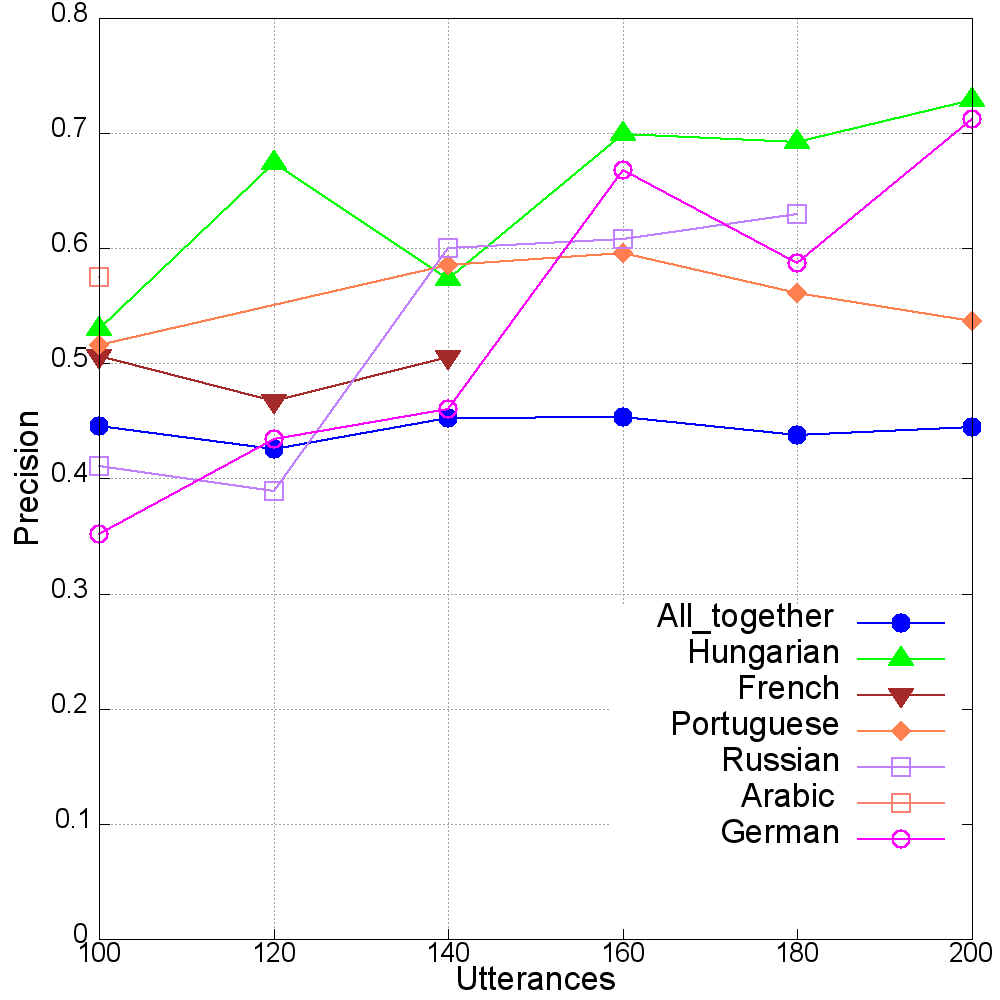 0.8
0.7
0.6
0.5
0.4
0.3
0.2
0.1
0
Precision
100 120 140 160 180 200
Utterances
All_together
Hungarian
French
Portuguese
Russian
Arabic
German